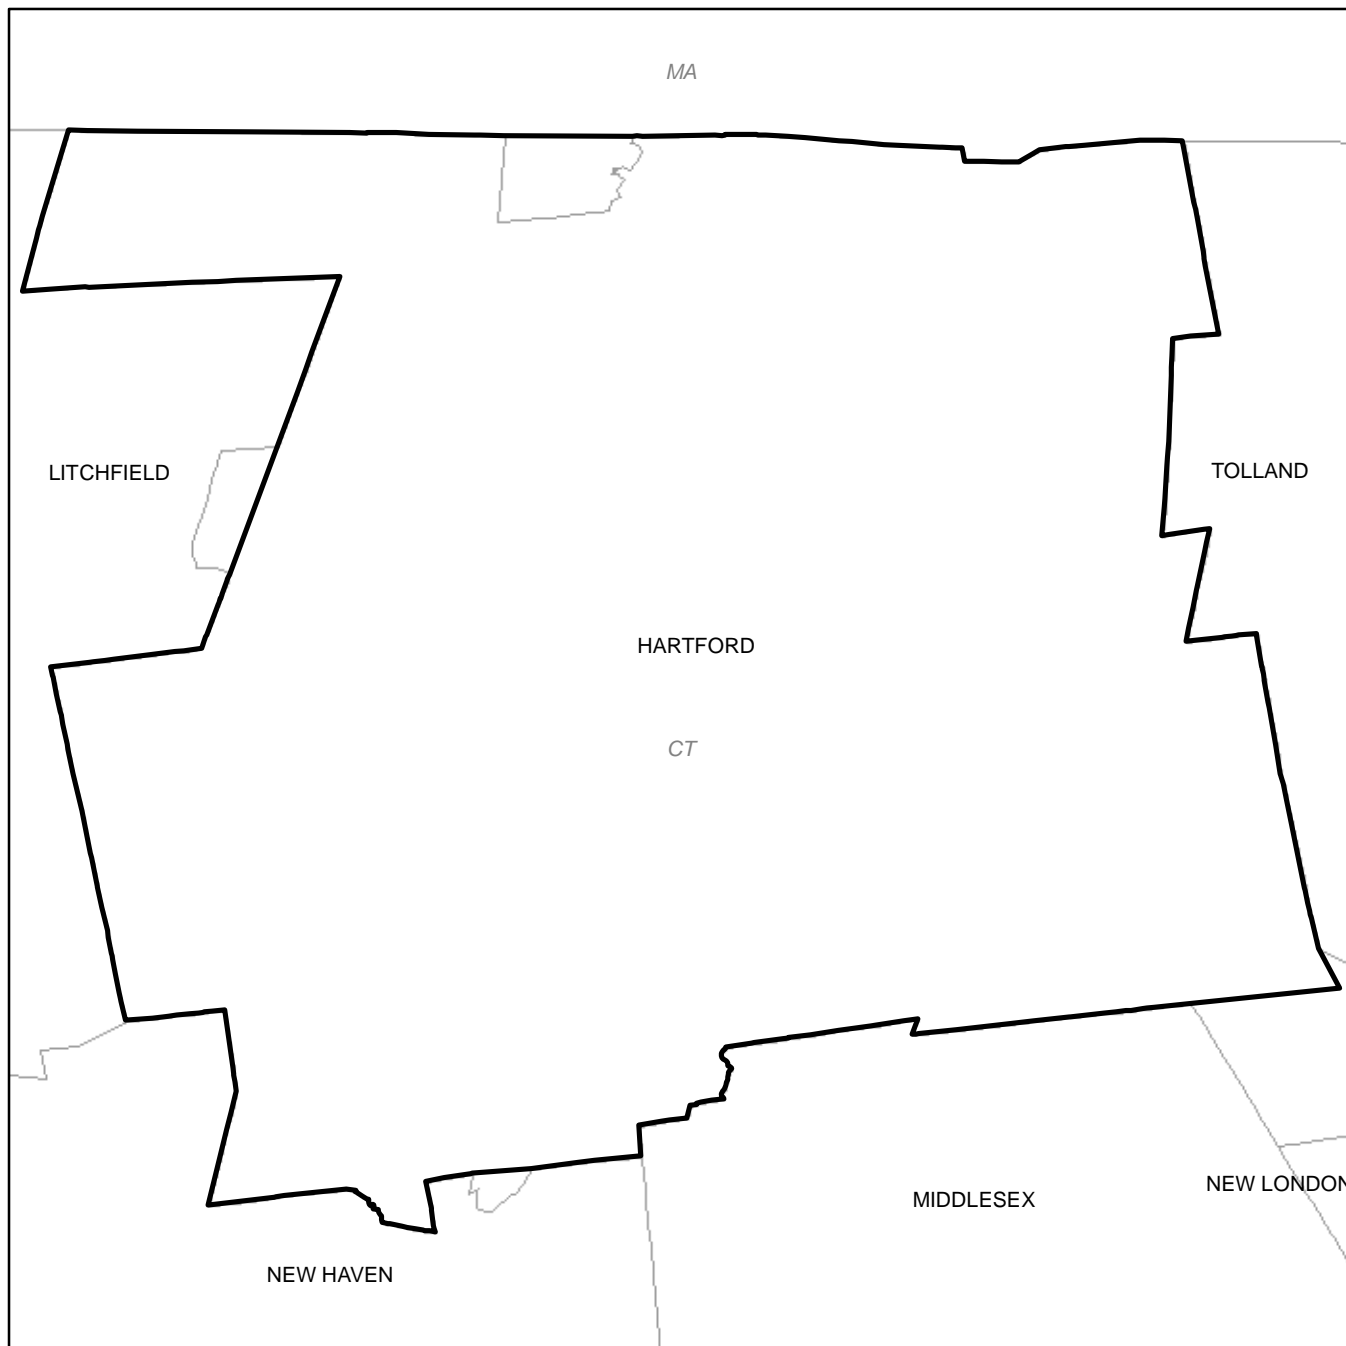 MA
LITCHFIELD
TOLLAND
HARTFORD
CT
NEW LONDON
MIDDLESEX
NEW HAVEN